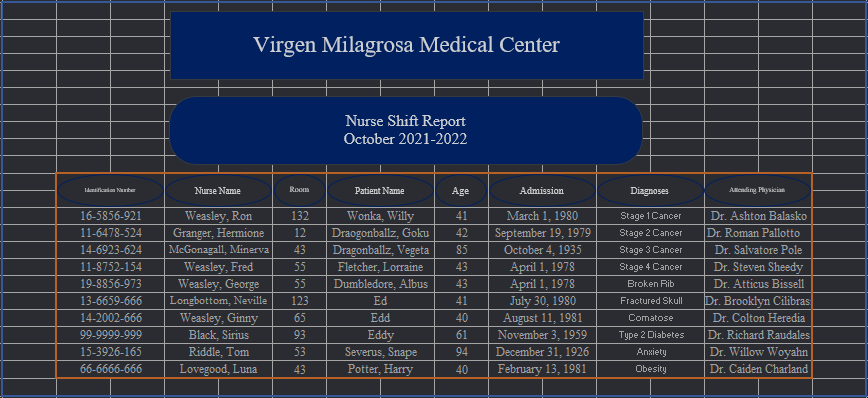 Virgen Milagrosa Medical Center
Nurse Shift Report
October 2021-2022
Identification Number Nurse Name Room Patient Name Age Admission Diagnoses Attending Physician
16-5856-921 Weasley, Ron 132 Wonka, Willy 41 March 1, 1980 Stage 1 Cancer Dr. Ashton Balasko
11-6478-524 Granger, Hermione 12 Draogonballz, Goku 42 September 19, 1979 Stage 2 Cancer Dr. Roman Pallotto
14-6923-624 McGonagall, Minerva 43 Dragonballz, Vegeta 85 October 4, 1935 Stage 3 Cancer Dr. Salvatore Pole
11-8752-154 Weasley, Fred 55 Fletcher, Lorraine 43 April 1, 1978 Stage 4 Cancer Dr. Steven Sheedy
19-8856-973 Weasley, George 55 Dumbledore, Albus 43 April 1, 1978 Broken Rib Dr. Atticus Bissell
13-6659-666 Longbottom, Neville 123 Ed 41 July 30, 1980 Fractured Skull Dr. Brooklyn Cilibras
14-2002-666 Weasley, Ginny 65 Edd 40 August 11, 1981 Comatose Dr. Colton Heredia
99-9999-999 Black, Sirius 93 Eddy 61 November 3, 1959 Type 2 Diabetes Dr. Richard Raudales
15-3926-165 Riddle, Tom 53 Severus, Snape 94 December 31, 1926 Anxiety Dr. Willow Woyahn
66-6666-666 Lovegood, Luna 43 Potter, Harry 40 February 13, 1981 Obesity Dr. Caiden Charland